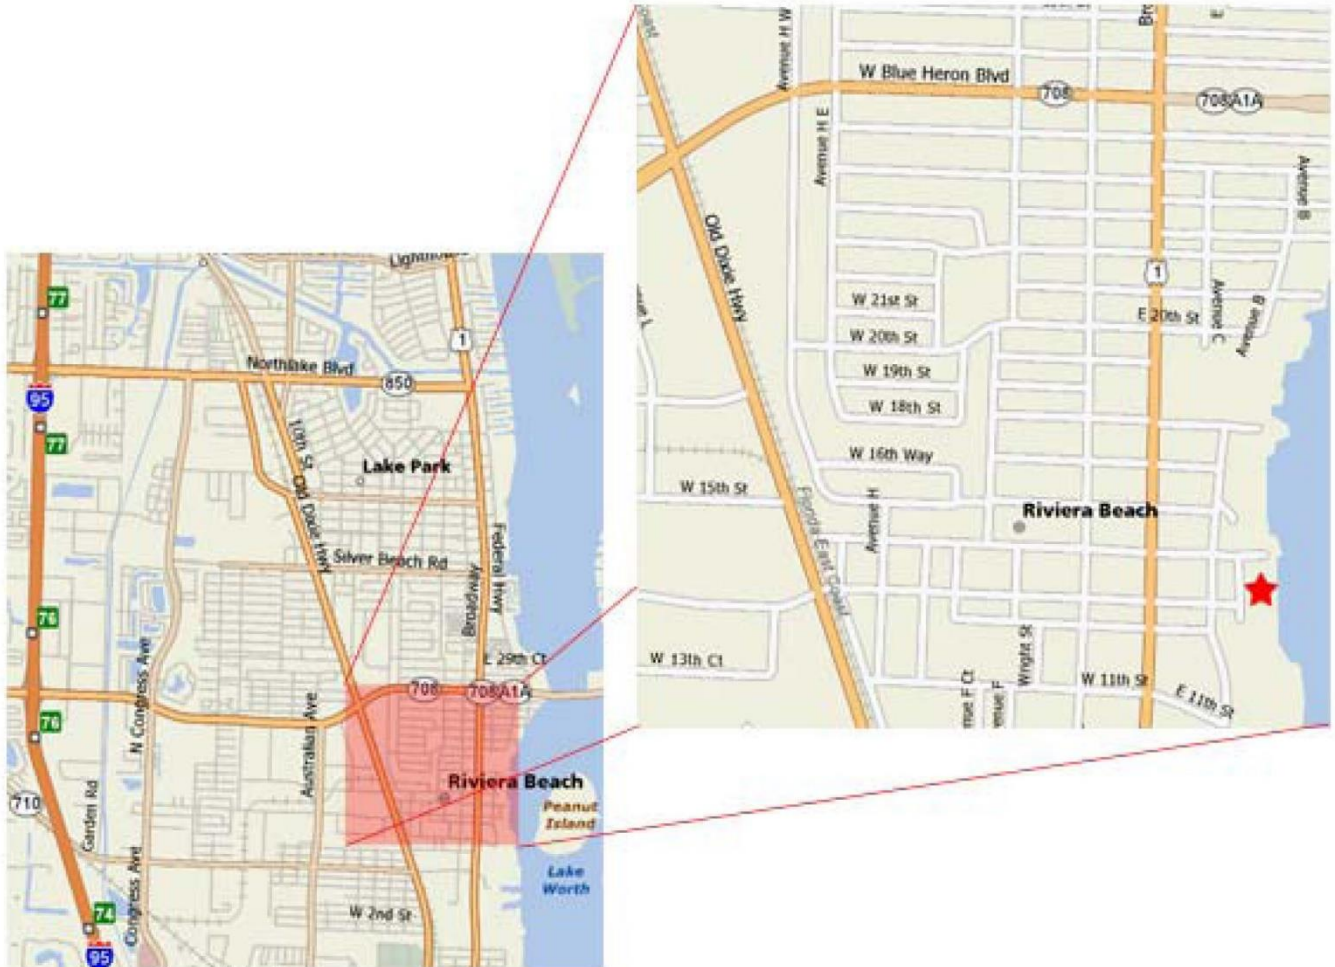 W Blue Heron Blvd
708
708
A1A
Avenue H W
Avenue H E
Avenue B
Old Dixie Hwy
1
W 21st St
E 20th St
Avenue C
Avenue B
W 20th St
W 19th St
W 18th St
W 16th Way
W 15th St
Avenue H
Florida East Coast
Riviera Beach
W 13th Ct
Wright St
W 11th St
E 11th St
77
1
Northlake Blvd
850
95
77
10th St
Old Dixie Hwy
Lake Park
Silver Beach Rd
Federal Hwy
Broadway
76
E 29th Ct
708
708
A1A
N Congress Ave
Australian Ave
76
Riviera Beach
710
Garden Rd
Peanut
Island
Lake
Worth
Congress Ave
W 2nd St
74
95